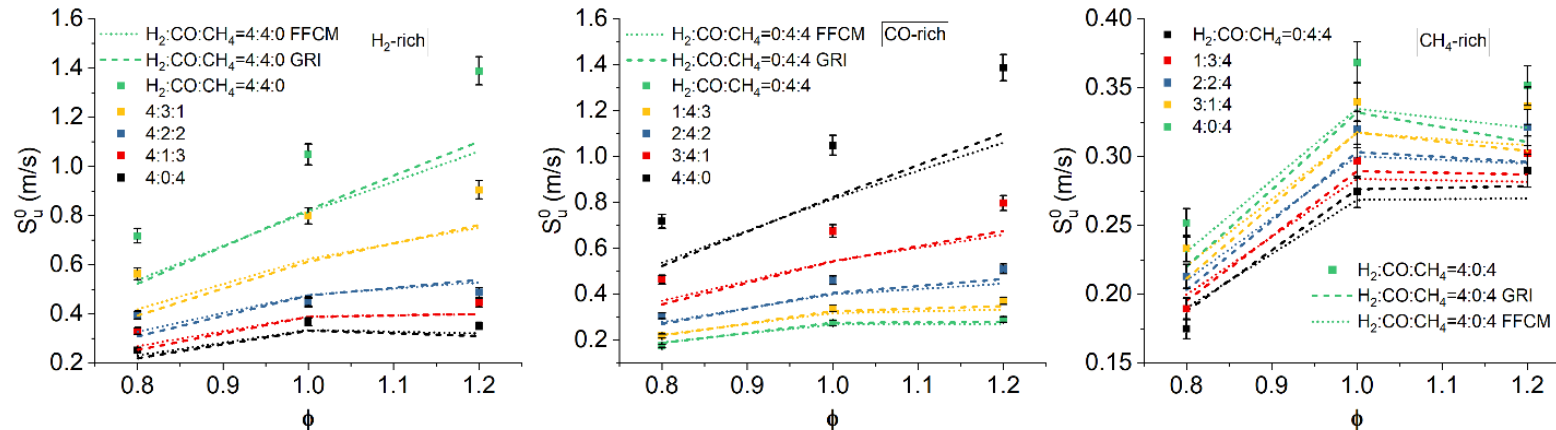 S_u^0 (m/s)
1.6
1.4
1.2
1.0
0.8
0.6
0.4
0.2
H₂:CO:CH₄=4:4:0 FFCM
H₂-rich
H₂:CO:CH₄=4:4:0 GRI
H₂:CO:CH₄=4:4:0
4:3:1
4:2:2
4:1:3
4:0:4
0.8 0.9 1.0 1.1 1.2
ϕ
S_u^0 (m/s)
1.6
1.4
1.2
1.0
0.8
0.6
0.4
0.2
H₂:CO:CH₄=0:4:4 FFCM
CO-rich
H₂:CO:CH₄=0:4:4 GRI
H₂:CO:CH₄=0:4:4
1:4:3
2:4:2
3:4:1
4:4:0
0.8 0.9 1.0 1.1 1.2
ϕ
S_u^0 (m/s)
0.40
0.35
0.30
0.25
0.20
0.15
H₂:CO:CH₄=0:4:4
CH₄-rich
1:3:4
2:2:4
3:1:4
4:0:4
H₂:CO:CH₄=4:0:4
H₂:CO:CH₄=4:0:4 GRI
H₂:CO:CH₄=4:0:4 FFCM
0.8 0.9 1.0 1.1 1.2
ϕ